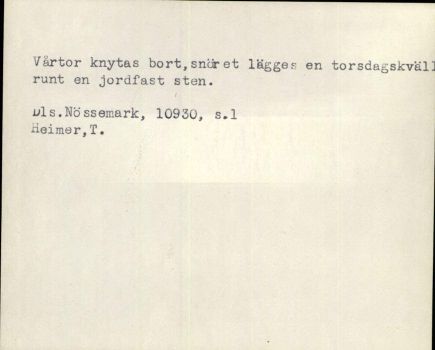 Vårtor knytas bort,snöret lägges en torsdagskväll
runt en jordfast sten.
Dls.Nössemark, 10930, s.1
Heimer,T.